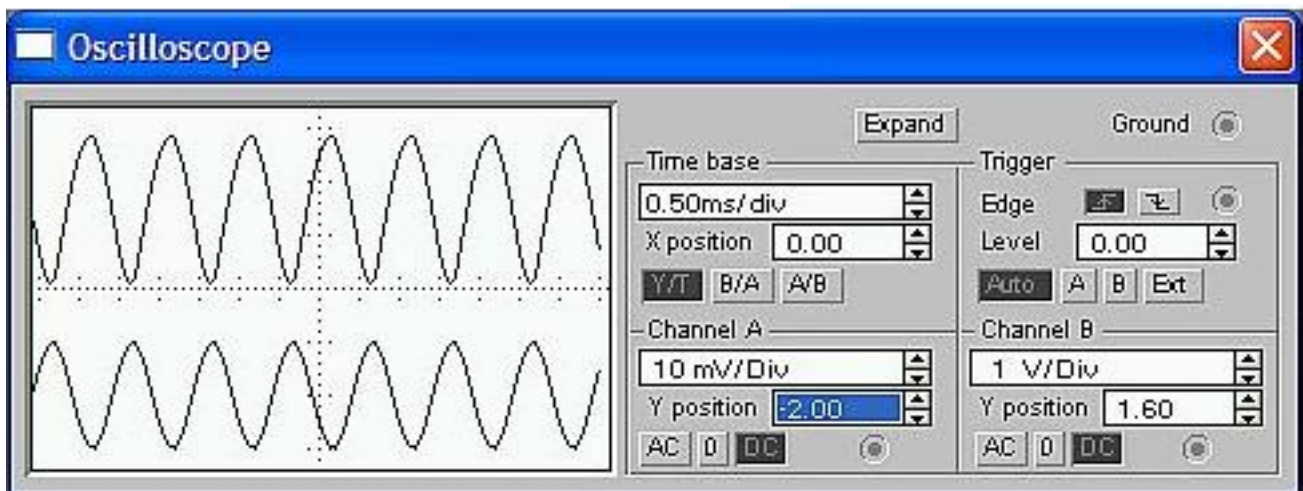 Oscilloscope
Expand
Ground
Time base
0.50ms/div
X position 0.00
Y/T B/A A/B
Trigger
Edge
Level 0.00
Auto A B Ext
Channel A
10 mV/Div
Y position -2.00
AC 0 DC
Channel B
1 V/Div
Y position 1.60
AC 0 DC